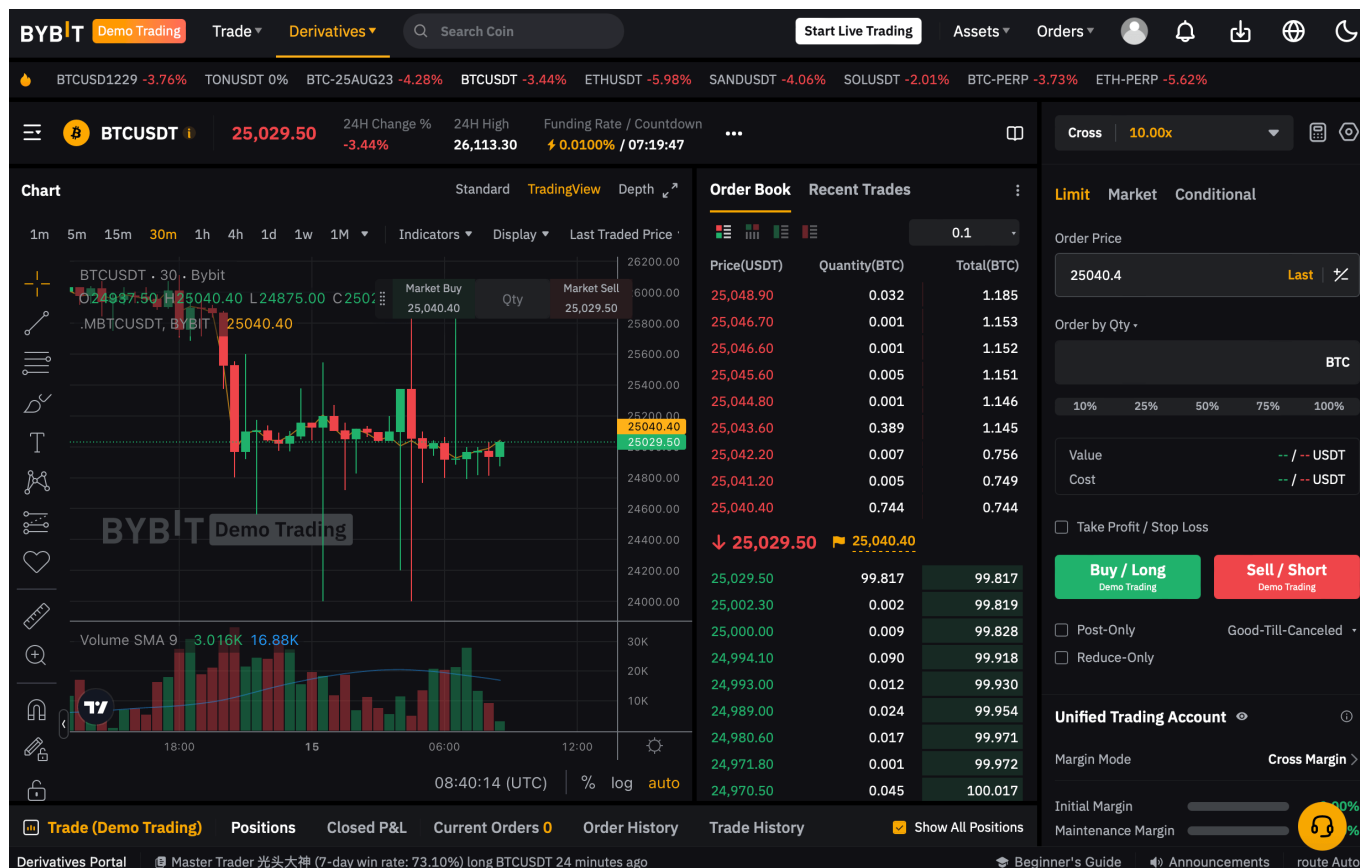 BYBIT Demo Trading Trade Derivatives Search Coin Start Live Trading Assets Orders
BTCUSD1229 -3.76% TONUSDT 0% BTC-25AUG23 -4.28% BTCUSDT -3.44% ETHUSDT -5.98% SANDUSDT -4.06% SOLUSDT -2.01% BTC-PERP -3.73% ETH-PERP -5.62%
BTCUSDT 25,029.50
24H Change %
-3.44%
24H High
26,113.30
Funding Rate / Countdown
0.0100% / 07:19:47
Chart
Standard TradingView Depth
1m 5m 15m 30m 1h 4h 1d 1w 1M Indicators Display Last Traded Price
BTCUSDT · 30 · Bybit
O24937.50 H25040.40 L24875.00
.MBTCUSDT, BYBIT 25040.40
Market Buy
25,040.40
Qty
Market Sell
25,029.50
26200.00
26000.00
25800.00
25600.00
25400.00
25200.00
25040.40
25029.50
24800.00
24600.00
24400.00
24200.00
24000.00
BYBIT Demo Trading
Volume SMA 9 3.016K 16.88K
30K
20K
10K
18:00 15 06:00 12:00
08:40:14 (UTC) % log auto
Order Book Recent Trades
0.1
Price(USDT) Quantity(BTC) Total(BTC)
25,048.90 0.032 1.185
25,046.70 0.001 1.153
25,046.60 0.001 1.152
25,045.60 0.005 1.151
25,044.80 0.001 1.146
25,043.60 0.389 1.145
25,042.20 0.007 0.756
25,041.20 0.005 0.749
25,040.40 0.744 0.744
25,029.50 25,040.40
25,029.50 99.817 99.817
25,002.30 0.002 99.819
25,000.00 0.009 99.828
24,994.10 0.090 99.918
24,993.00 0.012 99.930
24,989.00 0.024 99.954
24,980.60 0.017 99.971
24,971.80 0.001 99.972
24,970.50 0.045 100.017
Cross 10.00x
Limit Market Conditional
Order Price
25040.4 Last
Order by Qty
BTC
10% 25% 50% 75% 100%
Value -- / -- USDT
Cost -- / -- USDT
Take Profit / Stop Loss
Buy / Long
Demo Trading
Sell / Short
Demo Trading
Post-Only Good-Till-Canceled
Reduce-Only
Unified Trading Account
Margin Mode Cross Margin
Initial Margin
Maintenance Margin
Trade (Demo Trading) Positions Closed P&L Current Orders 0 Order History Trade History Show All Positions
Derivatives Portal Master Trader 光头大神 (7-day win rate: 73.10%) long BTCUSDT 24 minutes ago Beginner's Guide Announcements route Auto